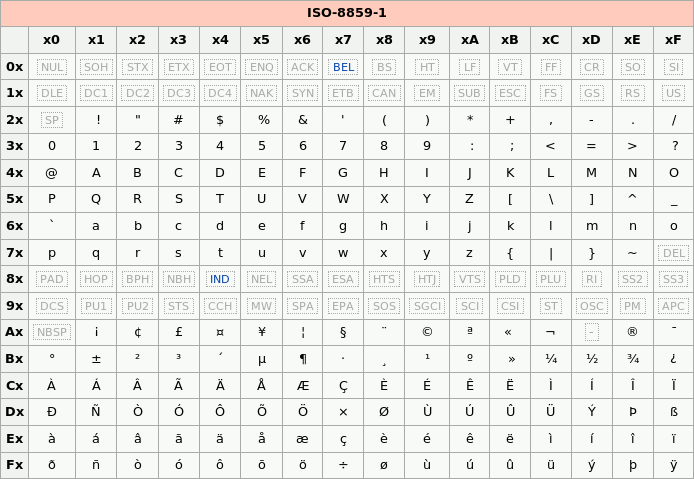 ISO-8859-1
x0 x1 x2 x3 x4 x5 x6 x7 x8 x9 xA xB xC xD xE xF
0x NUL SOH STX ETX EOT ENQ ACK BEL BS HT LF VT FF CR SO SI
1x DLE DC1 DC2 DC3 DC4 NAK SYN ETB CAN EM SUB ESC FS GS RS US
2x SP ! " # $ % & ' ( ) * + , - . /
3x 0 1 2 3 4 5 6 7 8 9 : ; < = > ?
4x @ A B C D E F G H I J K L M N O
5x P Q R S T U V W X Y Z [ \ ] ^ _
6x ` a b c d e f g h i j k l m n o
7x p q r s t u v w x y z { | } ~ DEL
8x PAD HOP BPH NBH IND NEL SSA ESA HTS HTJ VTS PLD PLU RI SS2 SS3
9x DCS PU1 PU2 STS CCH MW SPA EPA SOS SGCI SCI CSI ST OSC PM APC
Ax NBSP ¡ ¢ £ ¤ ¥ ¦ § ¨ © ª « ¬ - ® ¯
Bx ° ± ² ³ ´ µ ¶ · ¸ ¹ º » ¼ ½ ¾ ¿
Cx À Á Â Ã Ä Å Æ Ç È É Ê Ë Ì Í Î Ï
Dx Ð Ñ Ò Ó Ô Õ Ö × Ø Ù Ú Û Ü Ý Þ ß
Ex à á â ã ä å æ ç è é ê ë ì í î ï
Fx ð ñ ò ó ô õ ö ÷ ø ù ú û ü ý þ ÿ